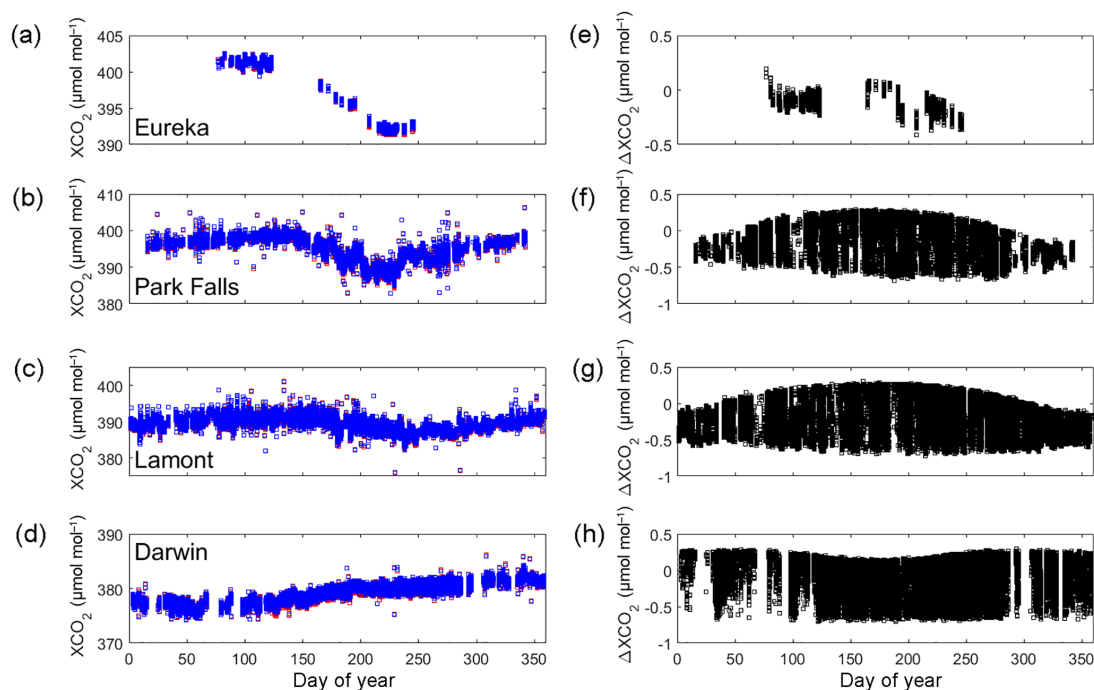 (a)
XCO2 (μmol mol−1)
405
400
395
390
Eureka
(e)
ΔXCO2 (μmol mol−1)
0.5
0
-0.5
(b)
XCO2 (μmol mol−1)
410
400
390
380
Park Falls
(f)
ΔXCO2 (μmol mol−1)
0.5
0
-0.5
-1
(c)
XCO2 (μmol mol−1)
400
390
380
Lamont
(g)
ΔXCO2 (μmol mol−1)
0.5
0
-0.5
-1
(d)
XCO2 (μmol mol−1)
390
380
370
Darwin
0 50 100 150 200 250 300 350
Day of year
(h)
ΔXCO2 (μmol mol−1)
0.5
0
-0.5
-1
0 50 100 150 200 250 300 350
Day of year